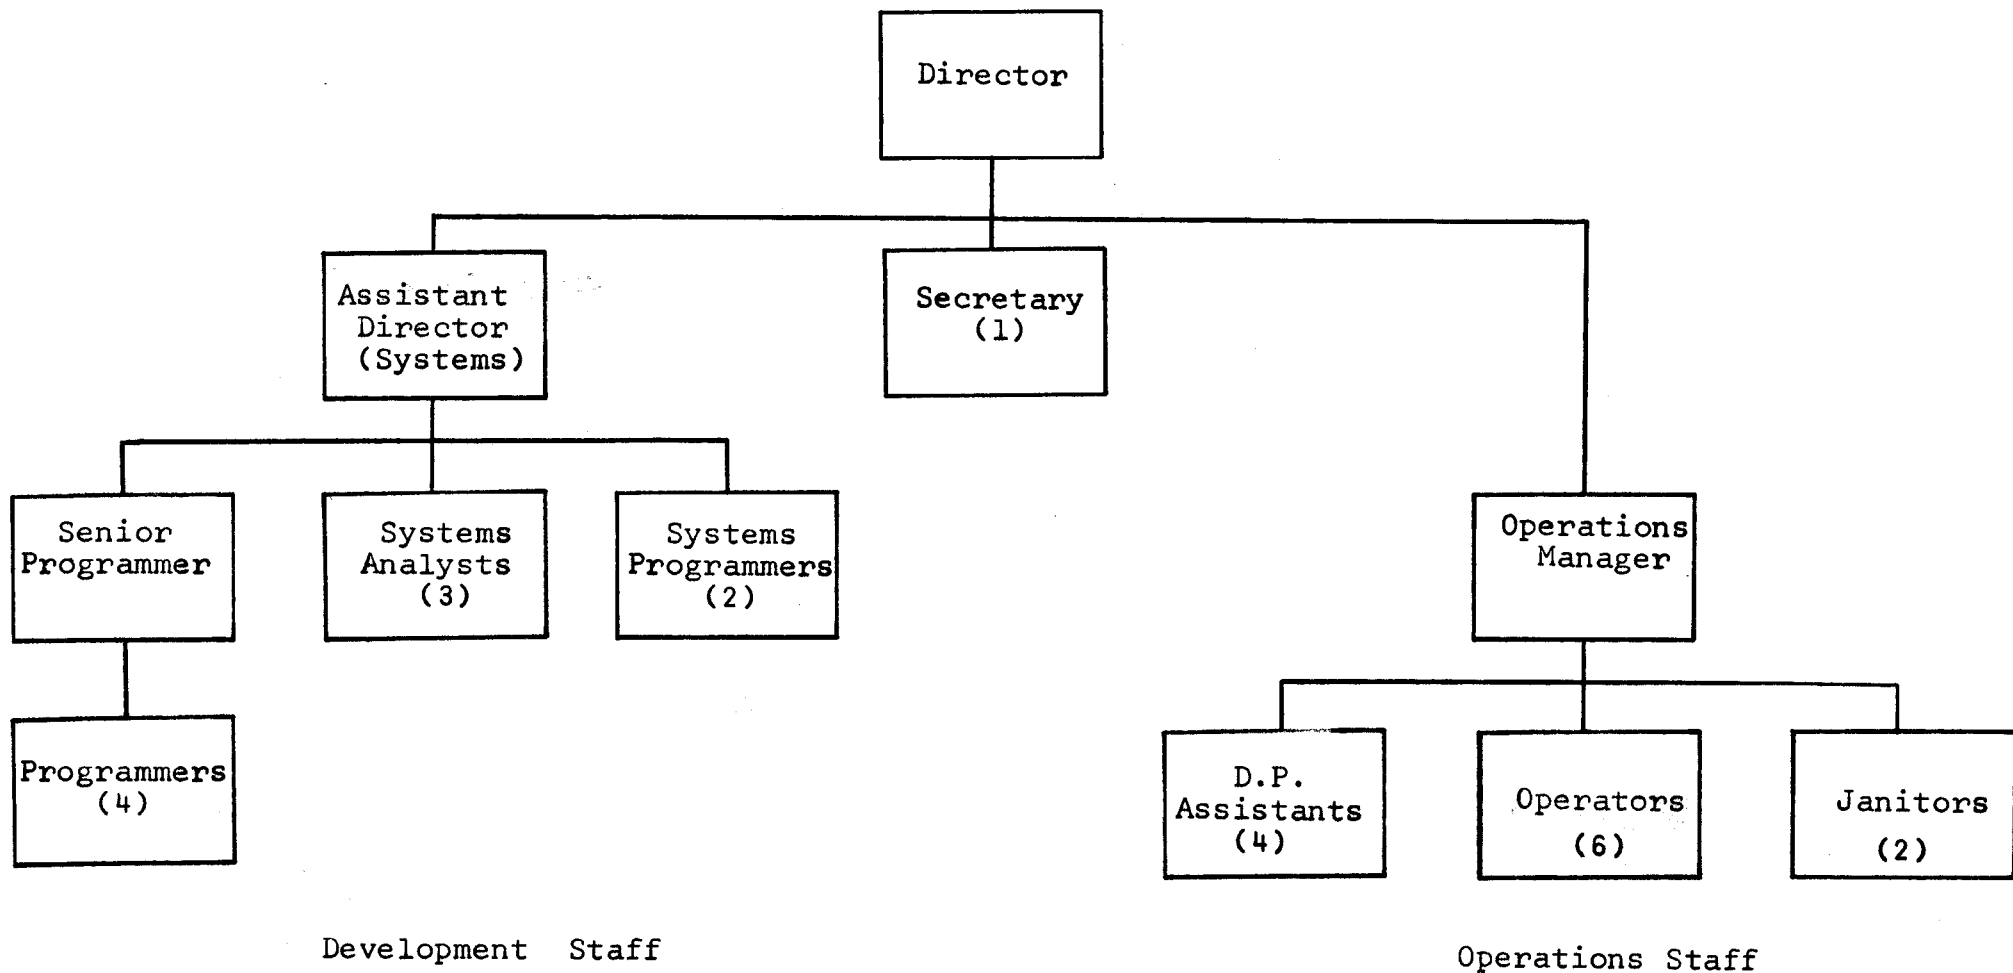 Director
Assistant
Director
(Systems)
Secretary
(1)
Senior
Programmer
Systems
Analysts
(3)
Systems
Programmers
(2)
Operations
Manager
Programmers
(4)
D.P.
Assistants
(4)
Operators
(6)
Janitors
(2)
Development Staff
Operations Staff